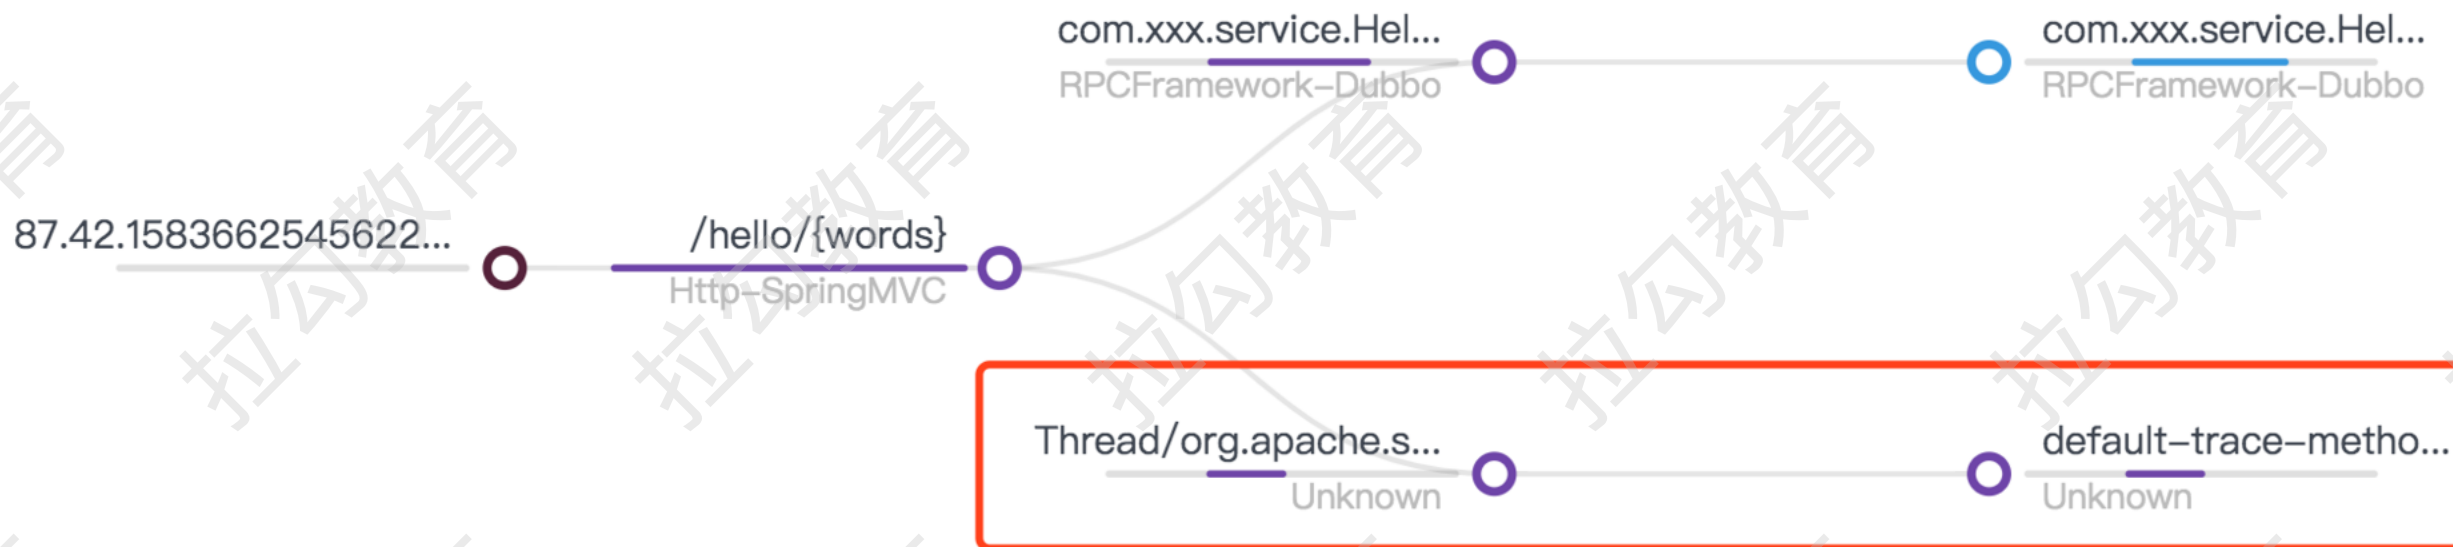 com.xxx.service.Hel...
RPCFramework-Dubbo
com.xxx.service.Hel...
RPCFramework-Dubbo
87.42.1583662545622...
/hello/{words}
Http-SpringMVC
Thread/org.apache.s...
Unknown
default-trace-metho...
Unknown
拉勾教育
拉勾教育
拉勾教育
拉勾教育
拉勾教育
育